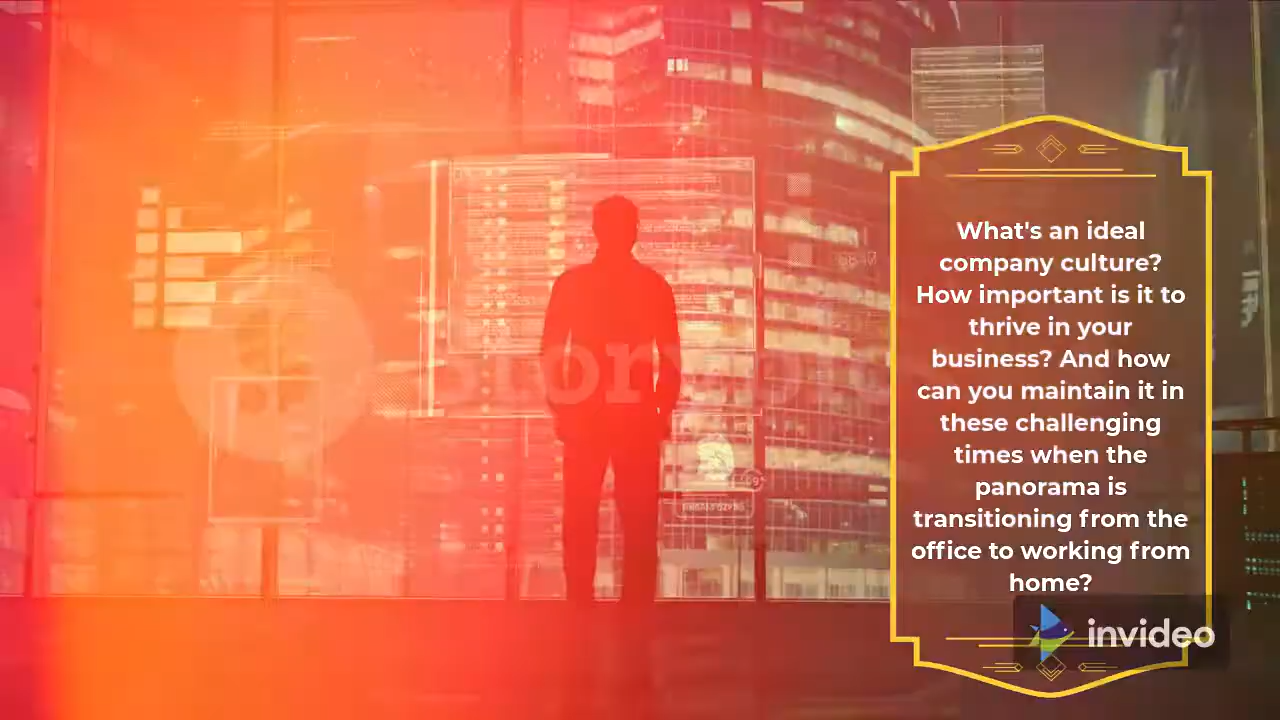 What's an ideal
company culture?
How important is it to
thrive in your
business? And how
can you maintain it in
these challenging
times when the
panorama is
transitioning from the
office to working from
home?
invideo